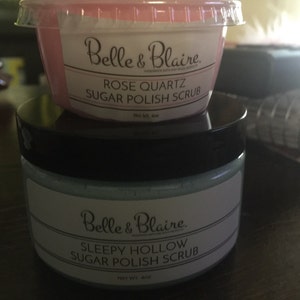 Belle & Blaire
ROSE QUARTZ
SUGAR POLISH SCRUB
Belle & Blaire
SLEEPY HOLLOW
SUGAR POLISH SCRUB